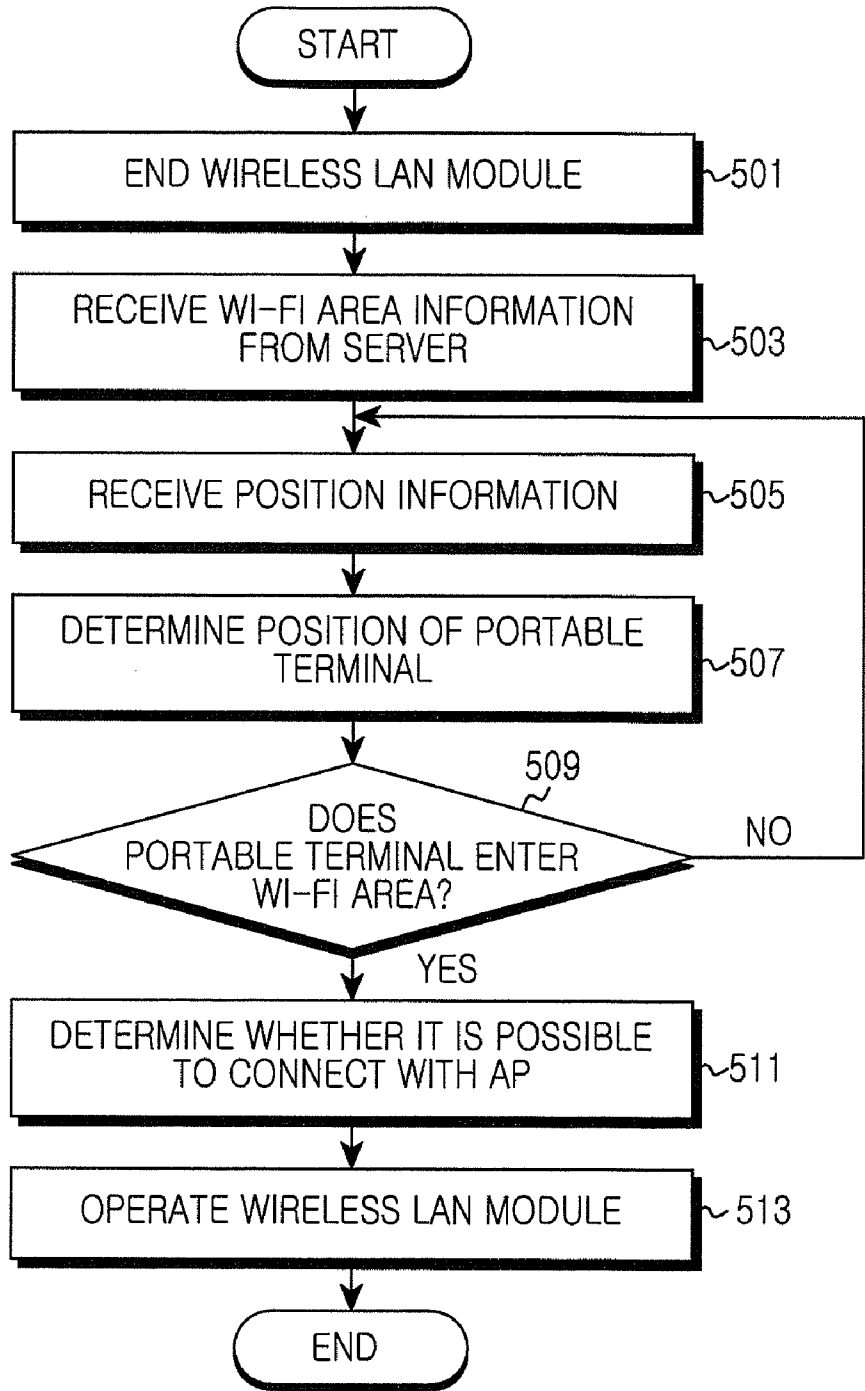 START
END WIRELESS LAN MODULE
501
RECEIVE WI-FI AREA INFORMATION
FROM SERVER
503
RECEIVE POSITION INFORMATION
505
DETERMINE POSITION OF PORTABLE
TERMINAL
507
509
DOES
PORTABLE TERMINAL ENTER
WI-FI AREA?
NO
YES
DETERMINE WHETHER IT IS POSSIBLE
TO CONNECT WITH AP
511
OPERATE WIRELESS LAN MODULE
513
END